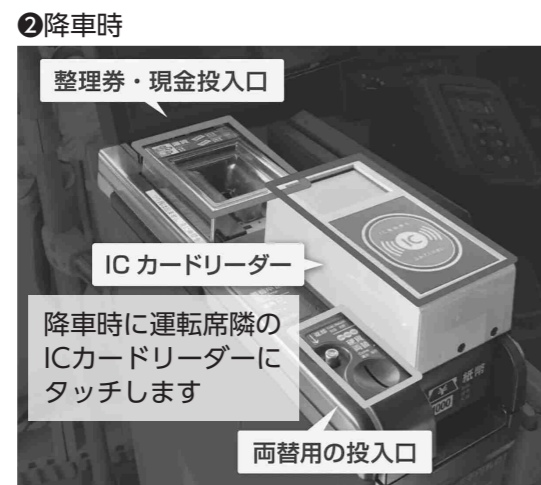 ❷降車時
整理券・現金投入口
IC カードリーダー
降車時に運転席隣の
ICカードリーダーに
タッチします
IC
紙幣
両替用の投入口